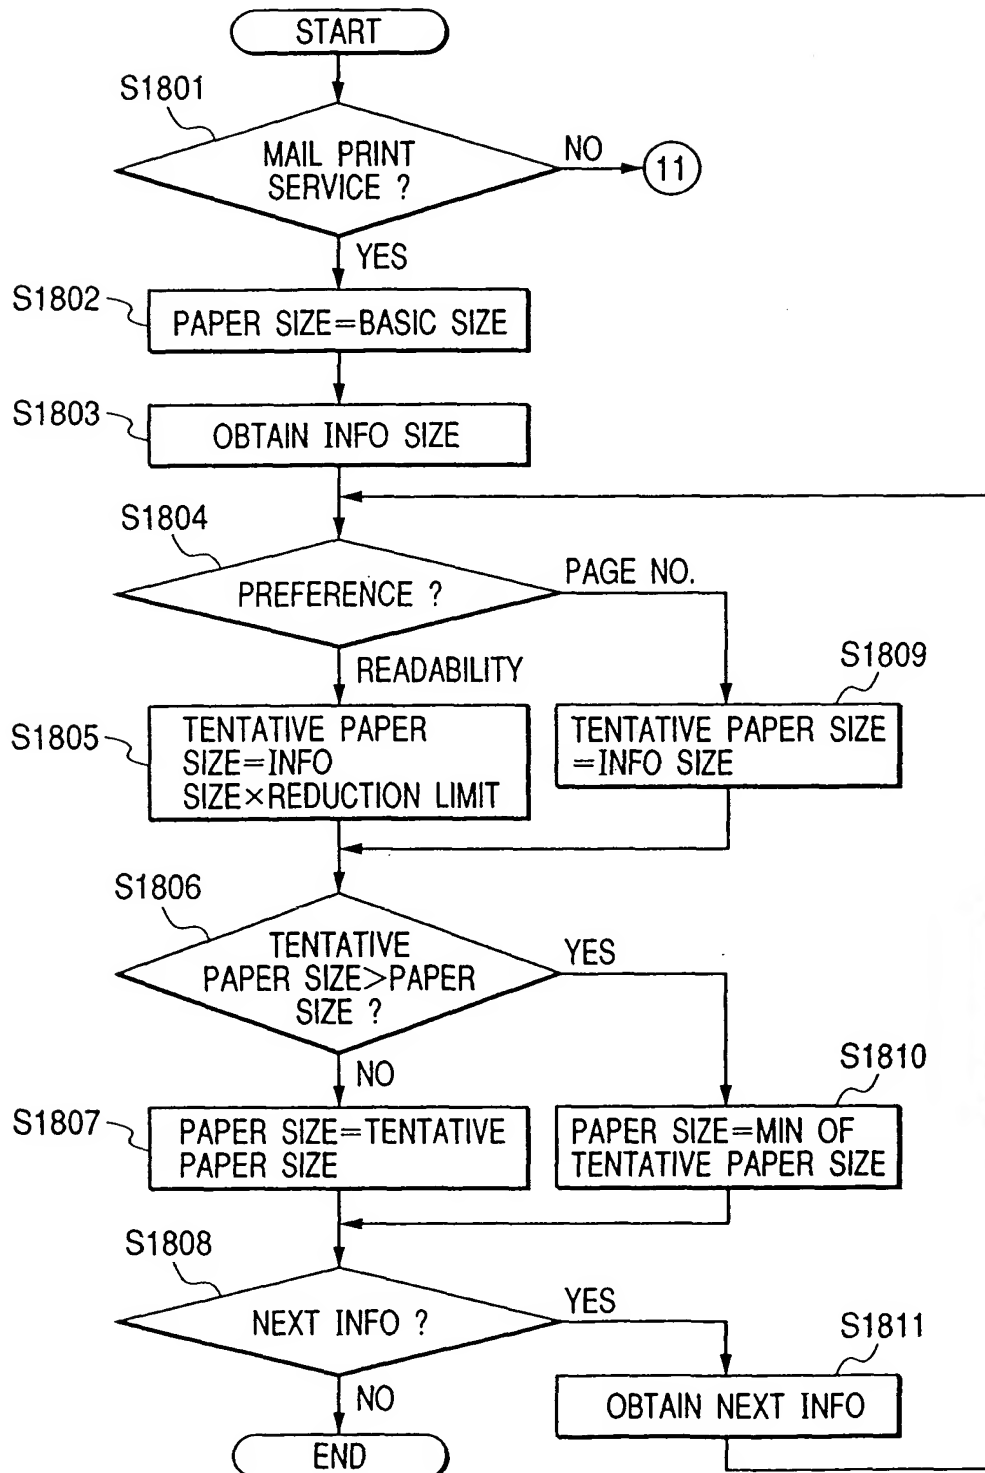 START
S1801
MAIL PRINT
SERVICE ?
NO
11
YES
S1802
PAPER SIZE=BASIC SIZE
S1803
OBTAIN INFO SIZE
S1804
PREFERENCE ?
PAGE NO.
READABILITY
S1805
TENTATIVE PAPER
SIZE=INFO
SIZE×REDUCTION LIMIT
S1809
TENTATIVE PAPER SIZE
=INFO SIZE
S1806
TENTATIVE
PAPER SIZE>PAPER
SIZE ?
YES
NO
S1807
PAPER SIZE=TENTATIVE
PAPER SIZE
S1810
PAPER SIZE=MIN OF
TENTATIVE PAPER SIZE
S1808
NEXT INFO ?
YES
NO
S1811
OBTAIN NEXT INFO
END